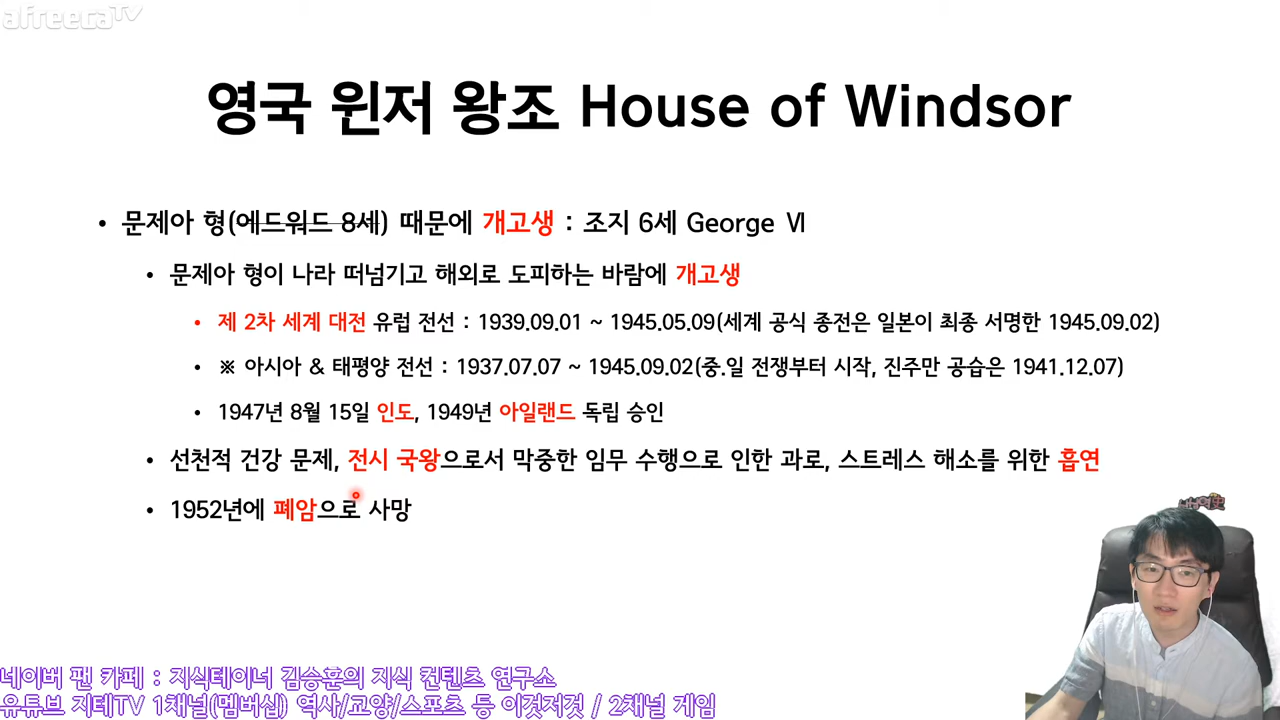 afreecaTV
영국 윈저 왕조 House of Windsor
• 문제아 형(에드워드 8세) 때문에 개고생 : 조지 6세 George Ⅵ
• 문제아 형이 나라 떠넘기고 해외로 도피하는 바람에 개고생
• 제 2차 세계 대전 유럽 전선 : 1939.09.01 ~ 1945.05.09(세계 공식 종전은 일본이 최종 서명한 1945.09.02)
• ※ 아시아 & 태평양 전선 : 1937.07.07 ~ 1945.09.02(중.일 전쟁부터 시작, 진주만 공습은 1941.12.07)
• 1947년 8월 15일 인도, 1949년 아일랜드 독립 승인
• 선천적 건강 문제, 전시 국왕으로서 막중한 임무 수행으로 인한 과로, 스트레스 해소를 위한 흡연
• 1952년에 폐암으로 사망
네이버 팬 카페 : 지식테이너 김승훈의 지식 컨텐츠 연구소
유튜브 지테TV 1채널(멤버십) 역사/교양/스포츠 등 이것저것 / 2채널 게임